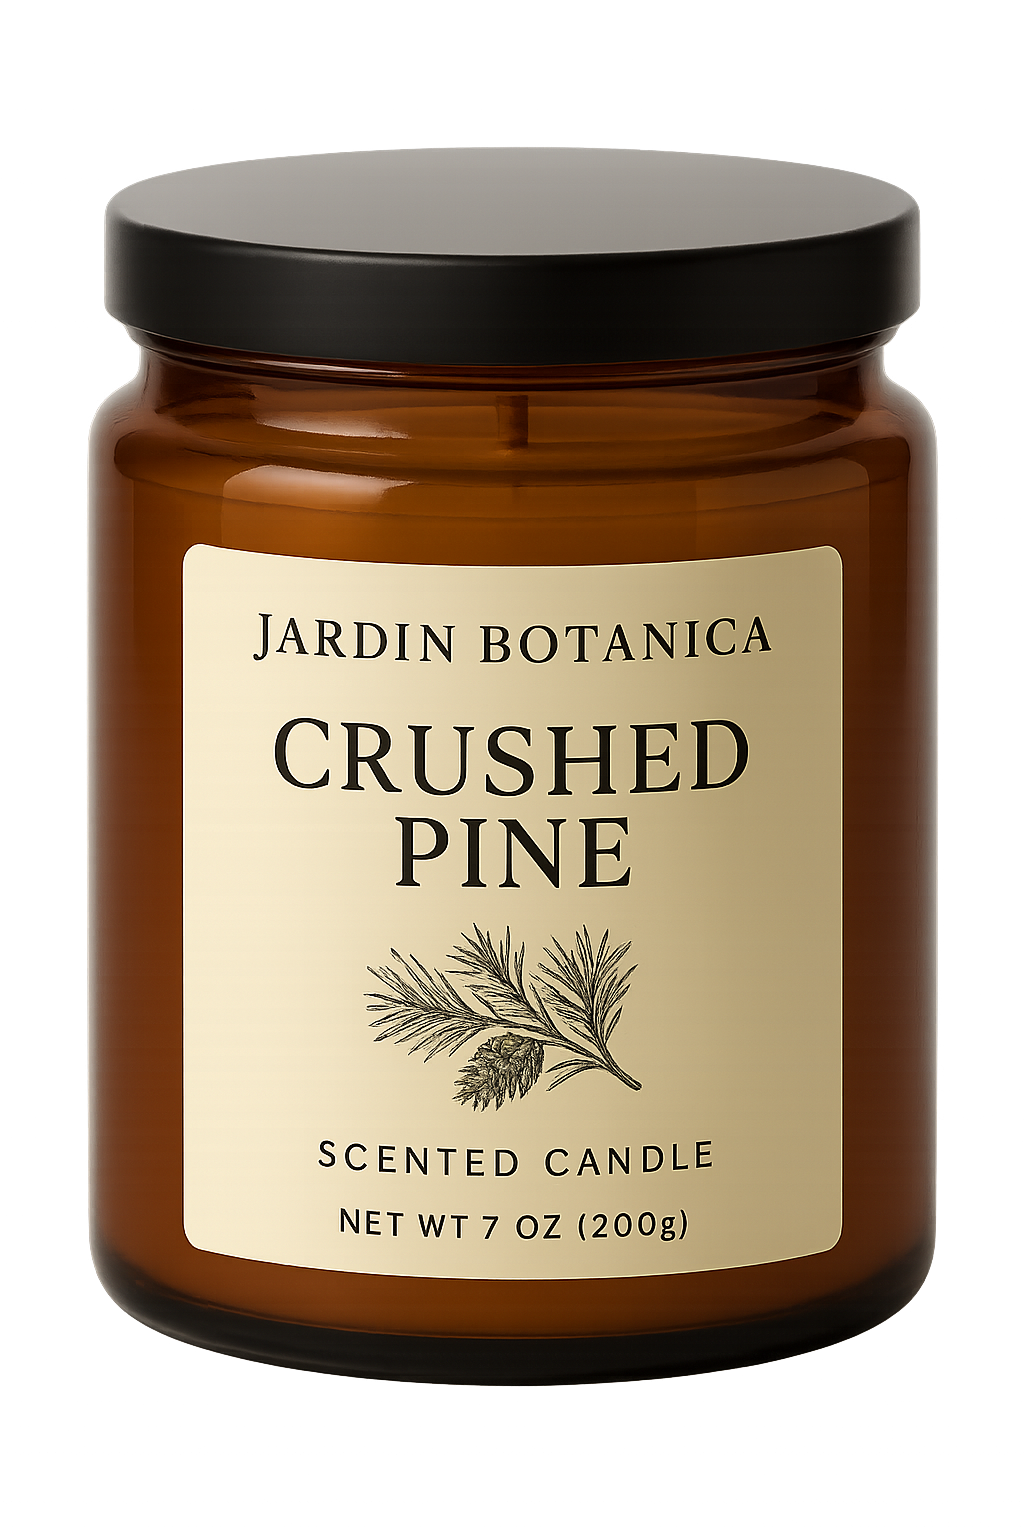 JARDIN BOTANICA
CRUSHED
PINE
SCENTED CANDLE
NET WT 7 OZ (200g)